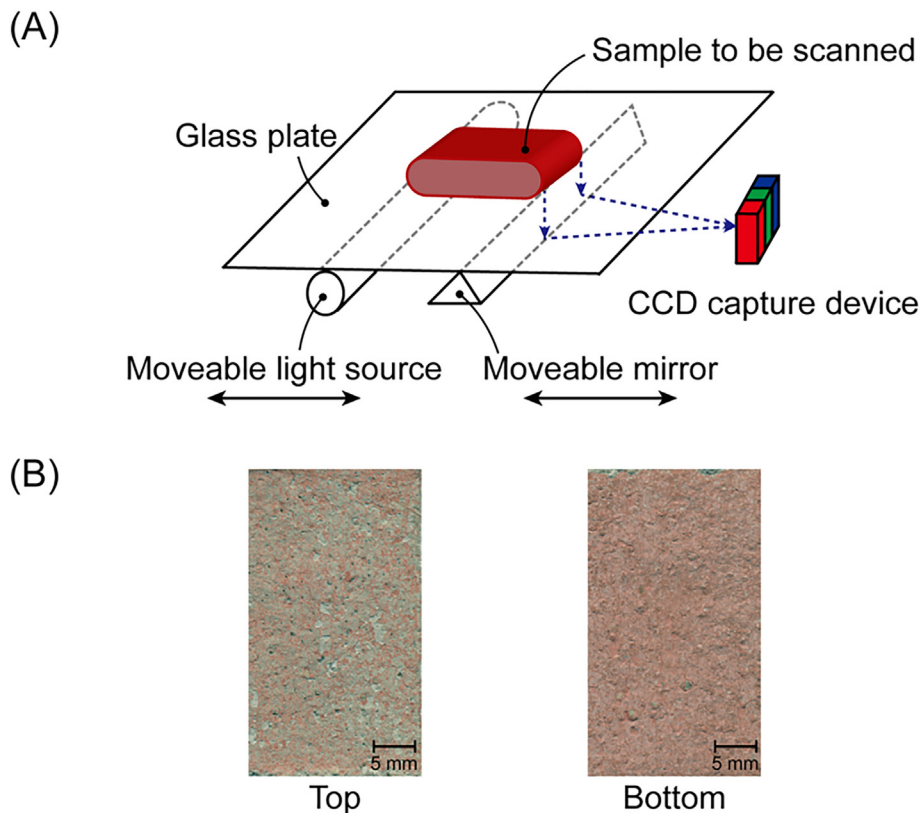 (A)
Sample to be scanned
Glass plate
CCD capture device
Moveable light source
Moveable mirror
(B)
5 mm
5 mm
Top
Bottom